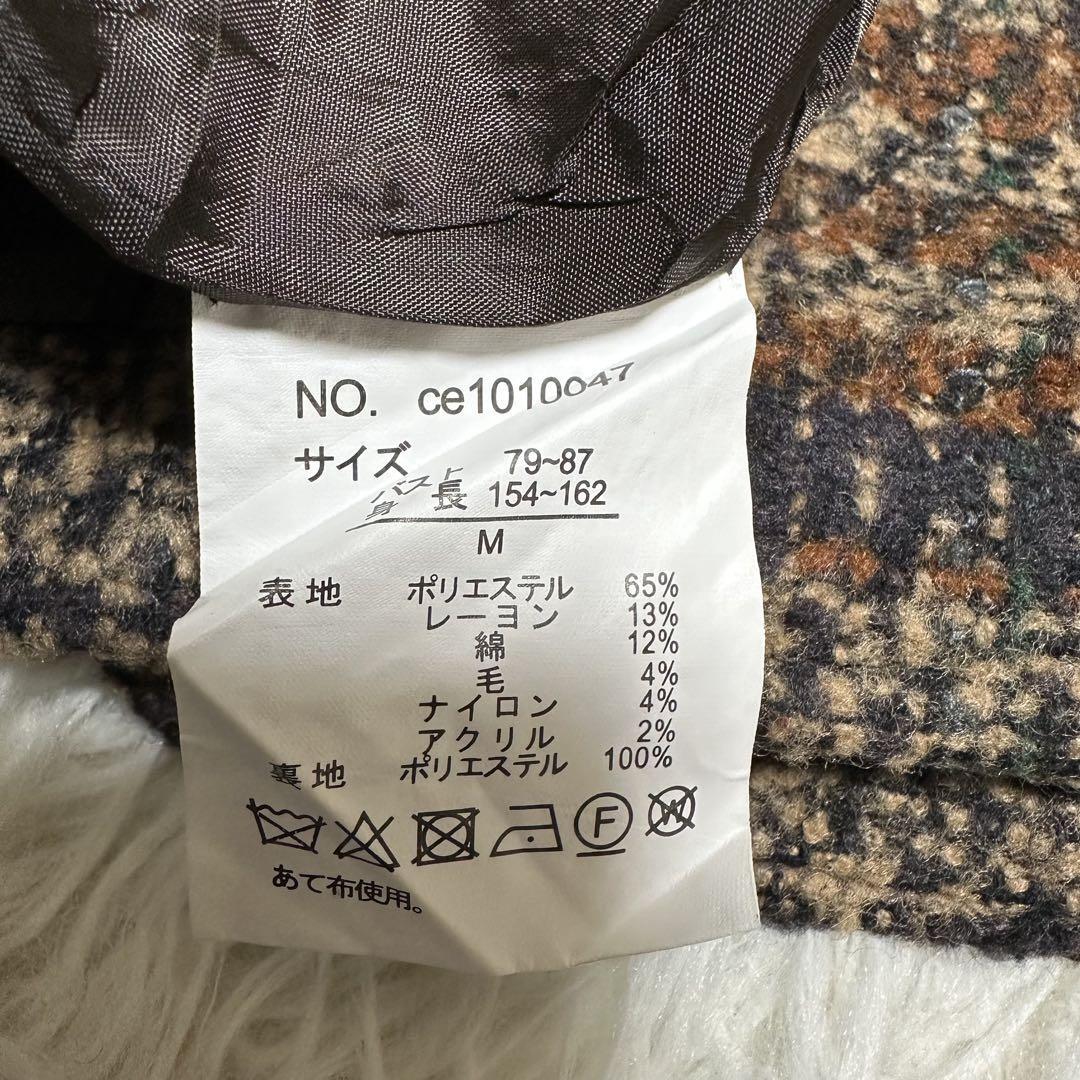 NO. ce1010047
サイズ
バスト 79~87
身長 154~162
M
表地 ポリエステル 65%
レーヨン 13%
綿 12%
毛 4%
ナイロン 4%
アクリル 2%
裏地 ポリエステル 100%
F W
あて布使用。